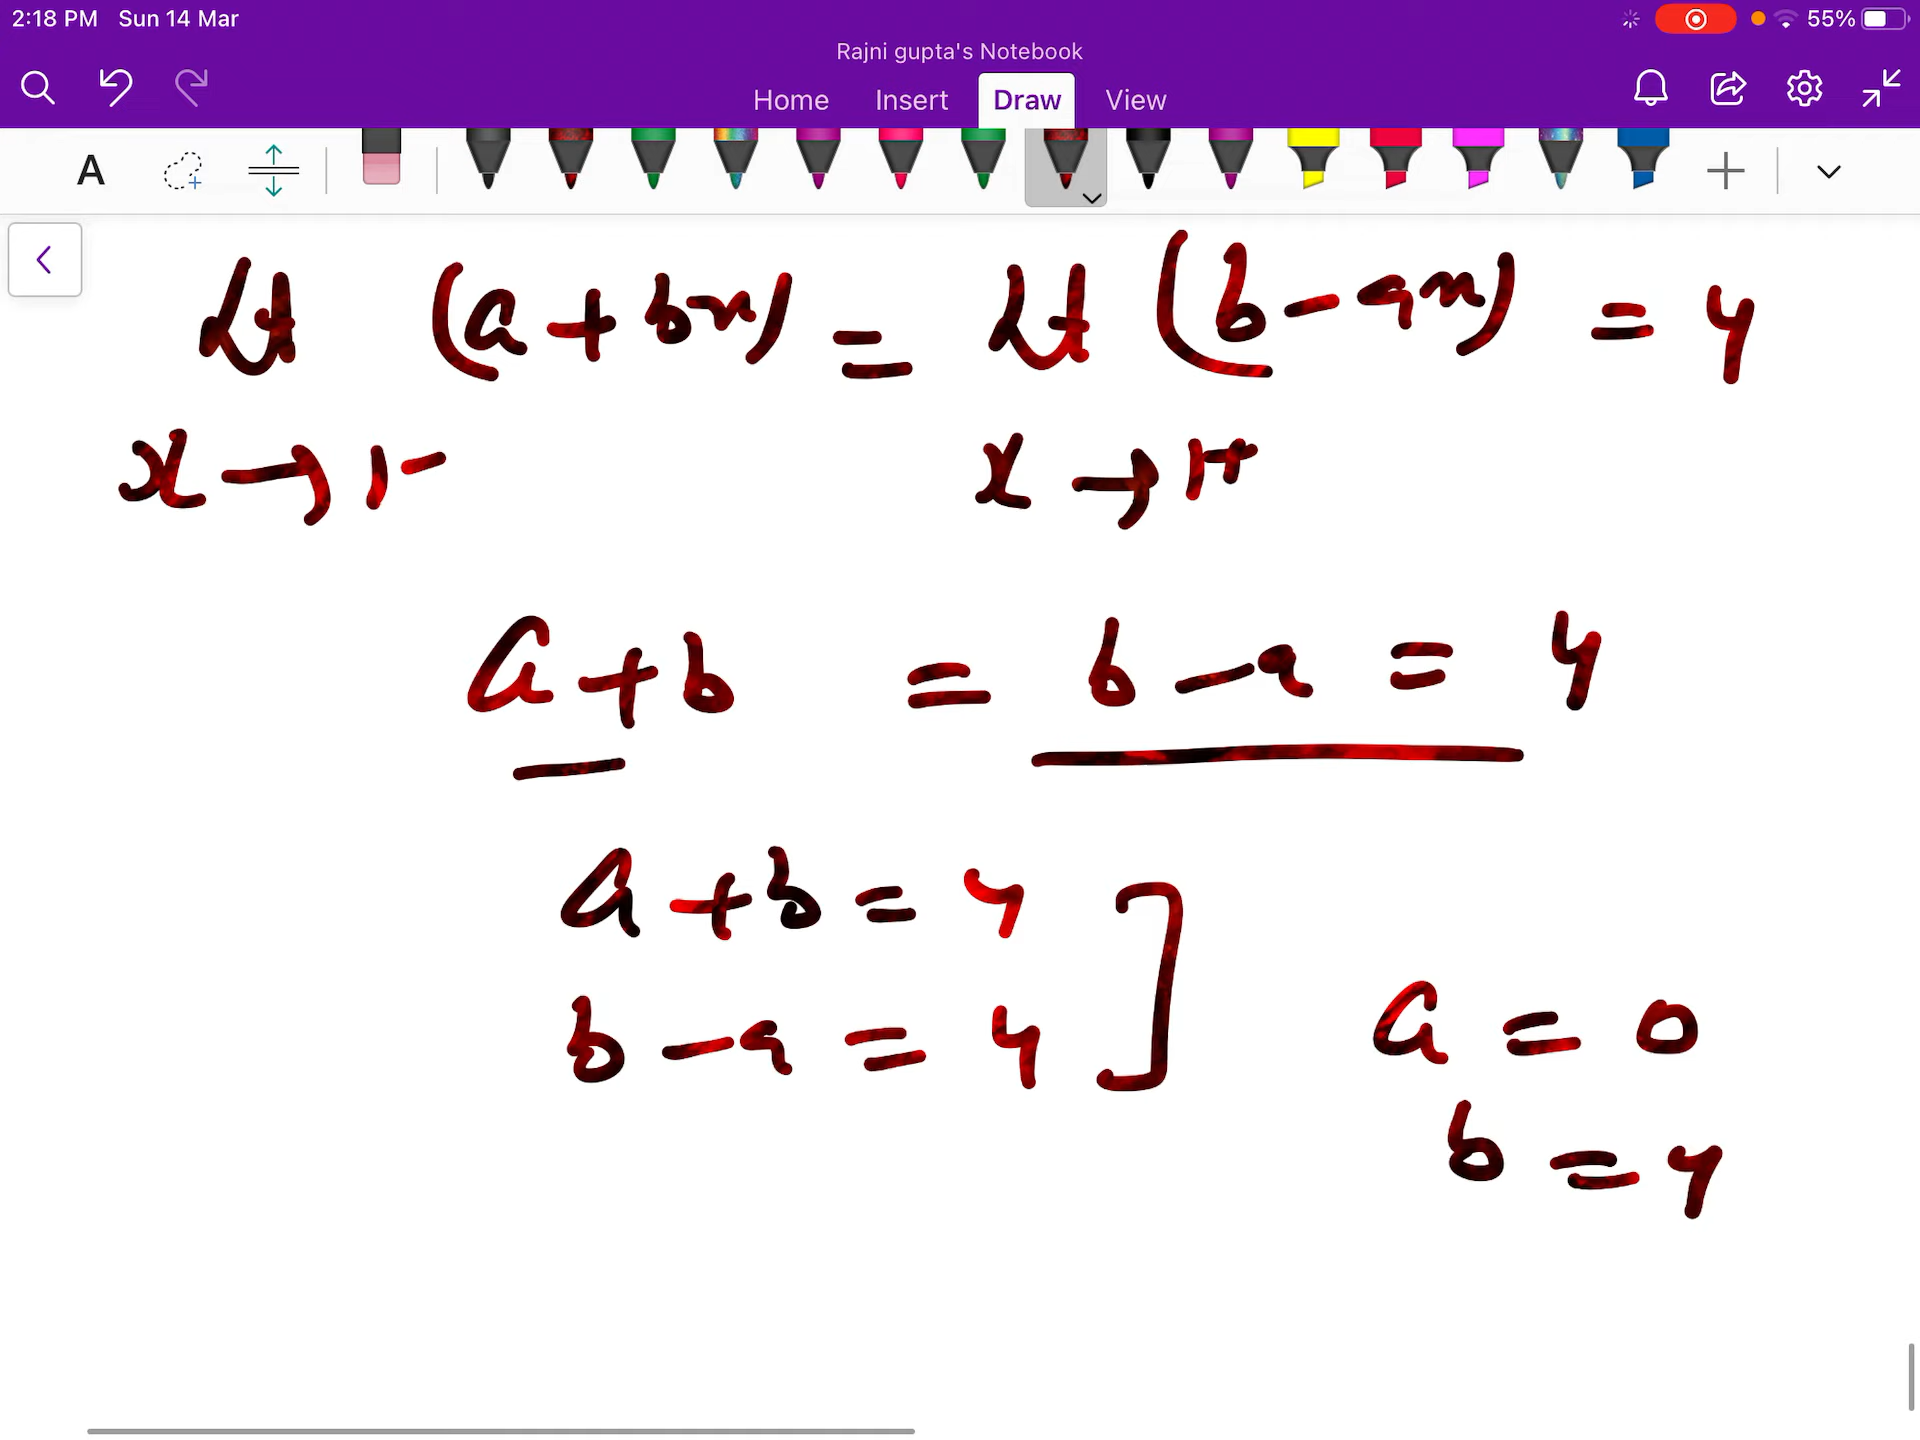 2:18 PM Sun 14 Mar 55%
Rajni gupta's Notebook
Home Insert Draw View
A
Lt (a + bx) = Lt (b - ax) = 4
x → 1- x → 1+
a + b = b - a = 4
a + b = 4
b - a = 4
a = 0
b = 4